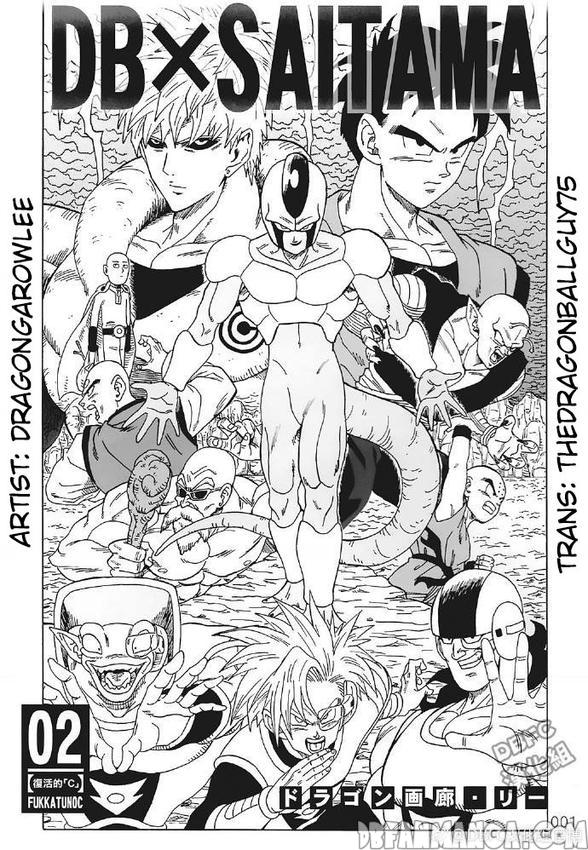 DB×SAITAMA
ARTIST: DRAGONGAROWLEE
TRANS: THEDRAGONBALLGUY75
02
復活的「C」
FUKKATUNOC
ドラゴン画廊・リー
001
DBFANMANGA.COM